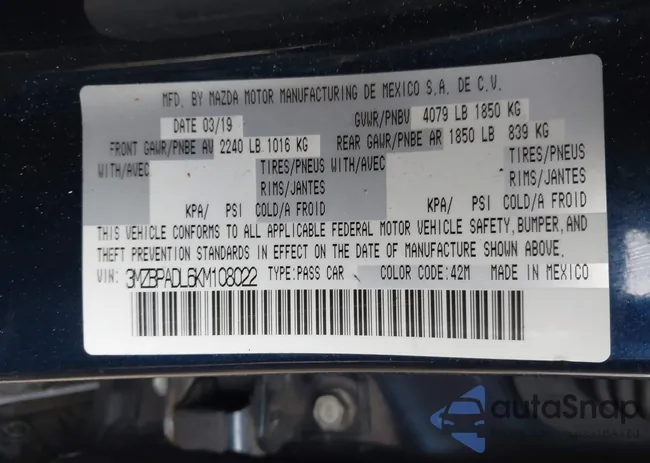 MFD. BY MAZDA MOTOR MANUFACTURING DE MEXICO S.A. DE C.V.
DATE 03/19 GVWR/PNBV 4079 LB 1850 KG
FRONT GAWR/PNBE AV 2240 LB 1016 KG REAR GAWR/PNBE AR 1850 LB 839 KG
WITH/AVEC TIRES/PNEUS WITH/AVEC TIRES/PNEUS
RIMS/JANTES RIMS/JANTES
KPA/ PSI COLD/A FROID KPA/ PSI COLD/A FROID
THIS VEHICLE CONFORMS TO ALL APPLICABLE FEDERAL MOTOR VEHICLE SAFETY, BUMPER, AND
THEFT PREVENTION STANDARDS IN EFFECT ON THE DATE OF MANUFACTURE SHOWN ABOVE.
VIN: 3MZBPADL6KM108022 TYPE:PASS CAR COLOR CODE:42M MADE IN MEXICO
autoSnap